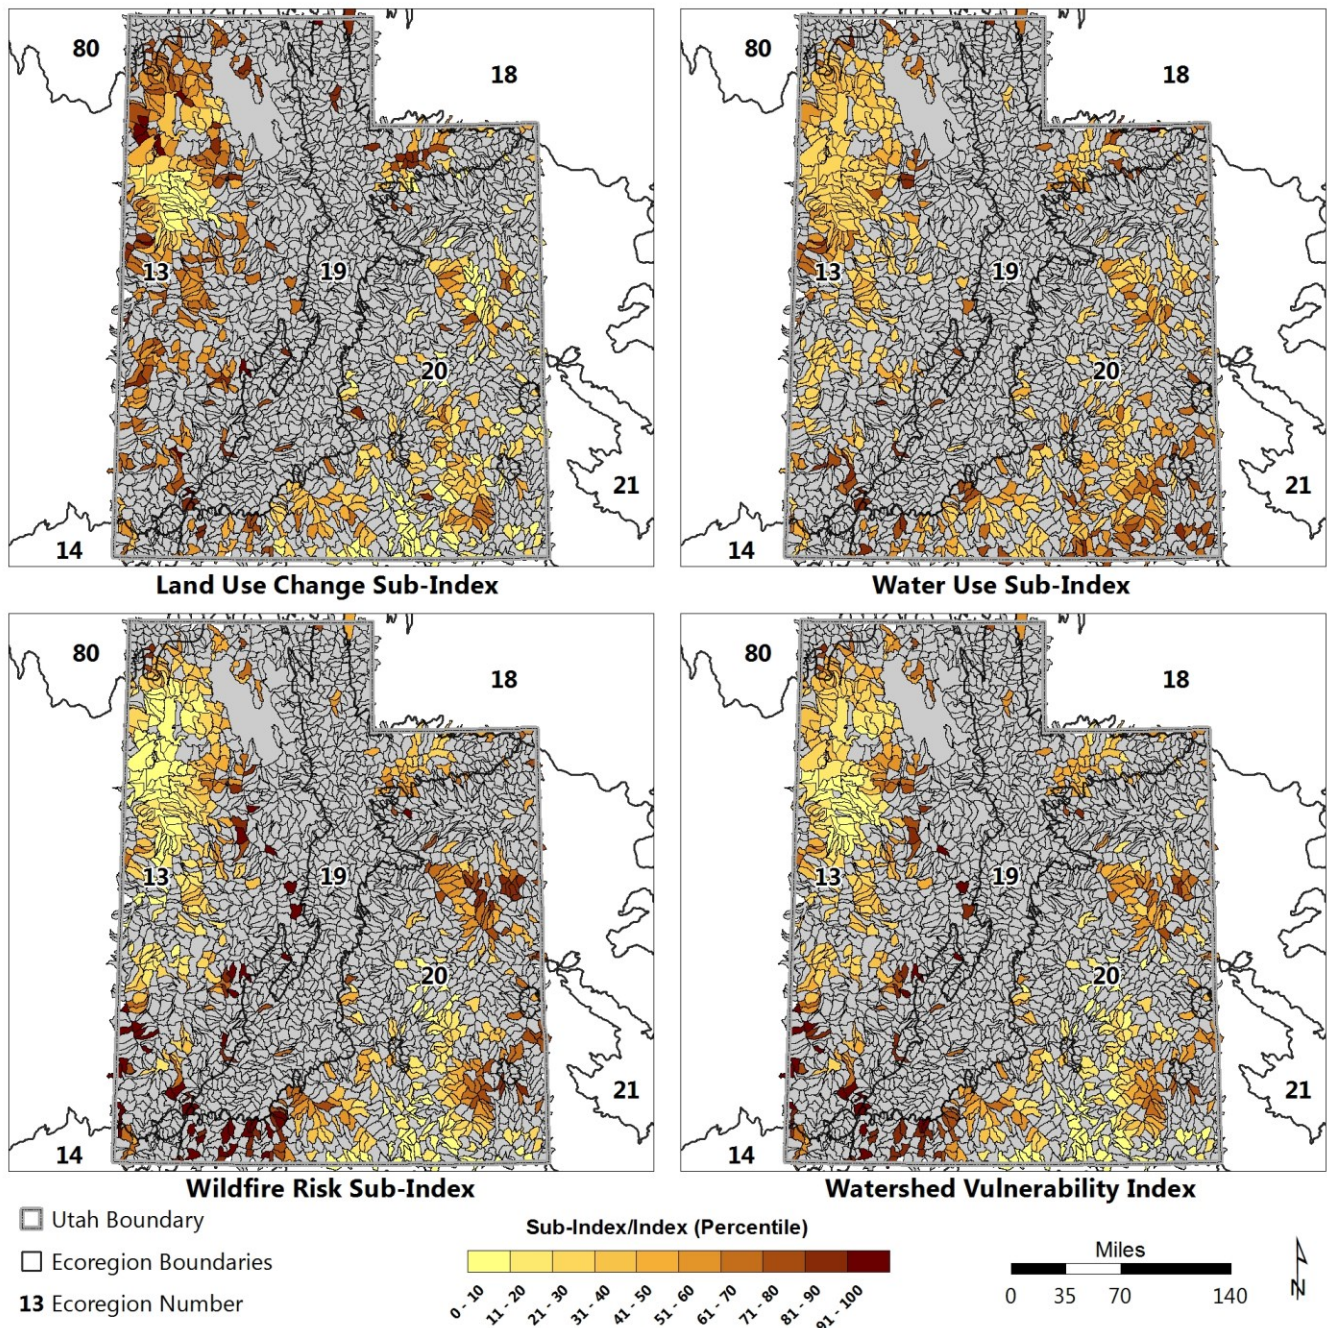 80
18
13
19
20
21
14
Land Use Change Sub-Index
80
18
13
19
20
21
14
Water Use Sub-Index
80
18
13
19
20
21
14
Wildfire Risk Sub-Index
80
18
13
19
20
21
14
Watershed Vulnerability Index
Utah Boundary
Ecoregion Boundaries
13 Ecoregion Number
Sub-Index/Index (Percentile)
0 - 10
11 - 20
21 - 30
31 - 40
41 - 50
51 - 60
61 - 70
71 - 80
81 - 90
91 - 100
Miles
0 35 70 140
N